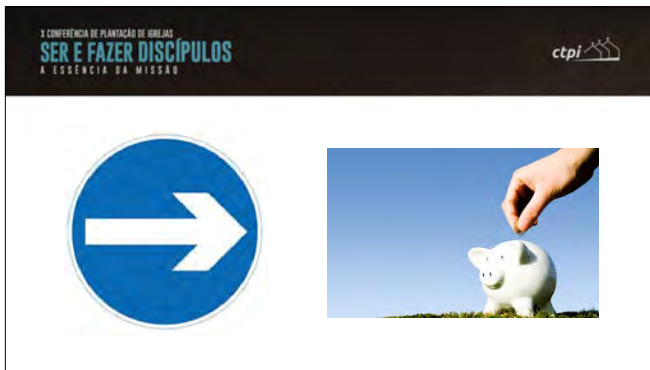 X CONFERÊNCIA DE PLANTAÇÃO DE IGREJAS
SER E FAZER DISCÍPULOS
A ESSÊNCIA DA MISSÃO
ctpi